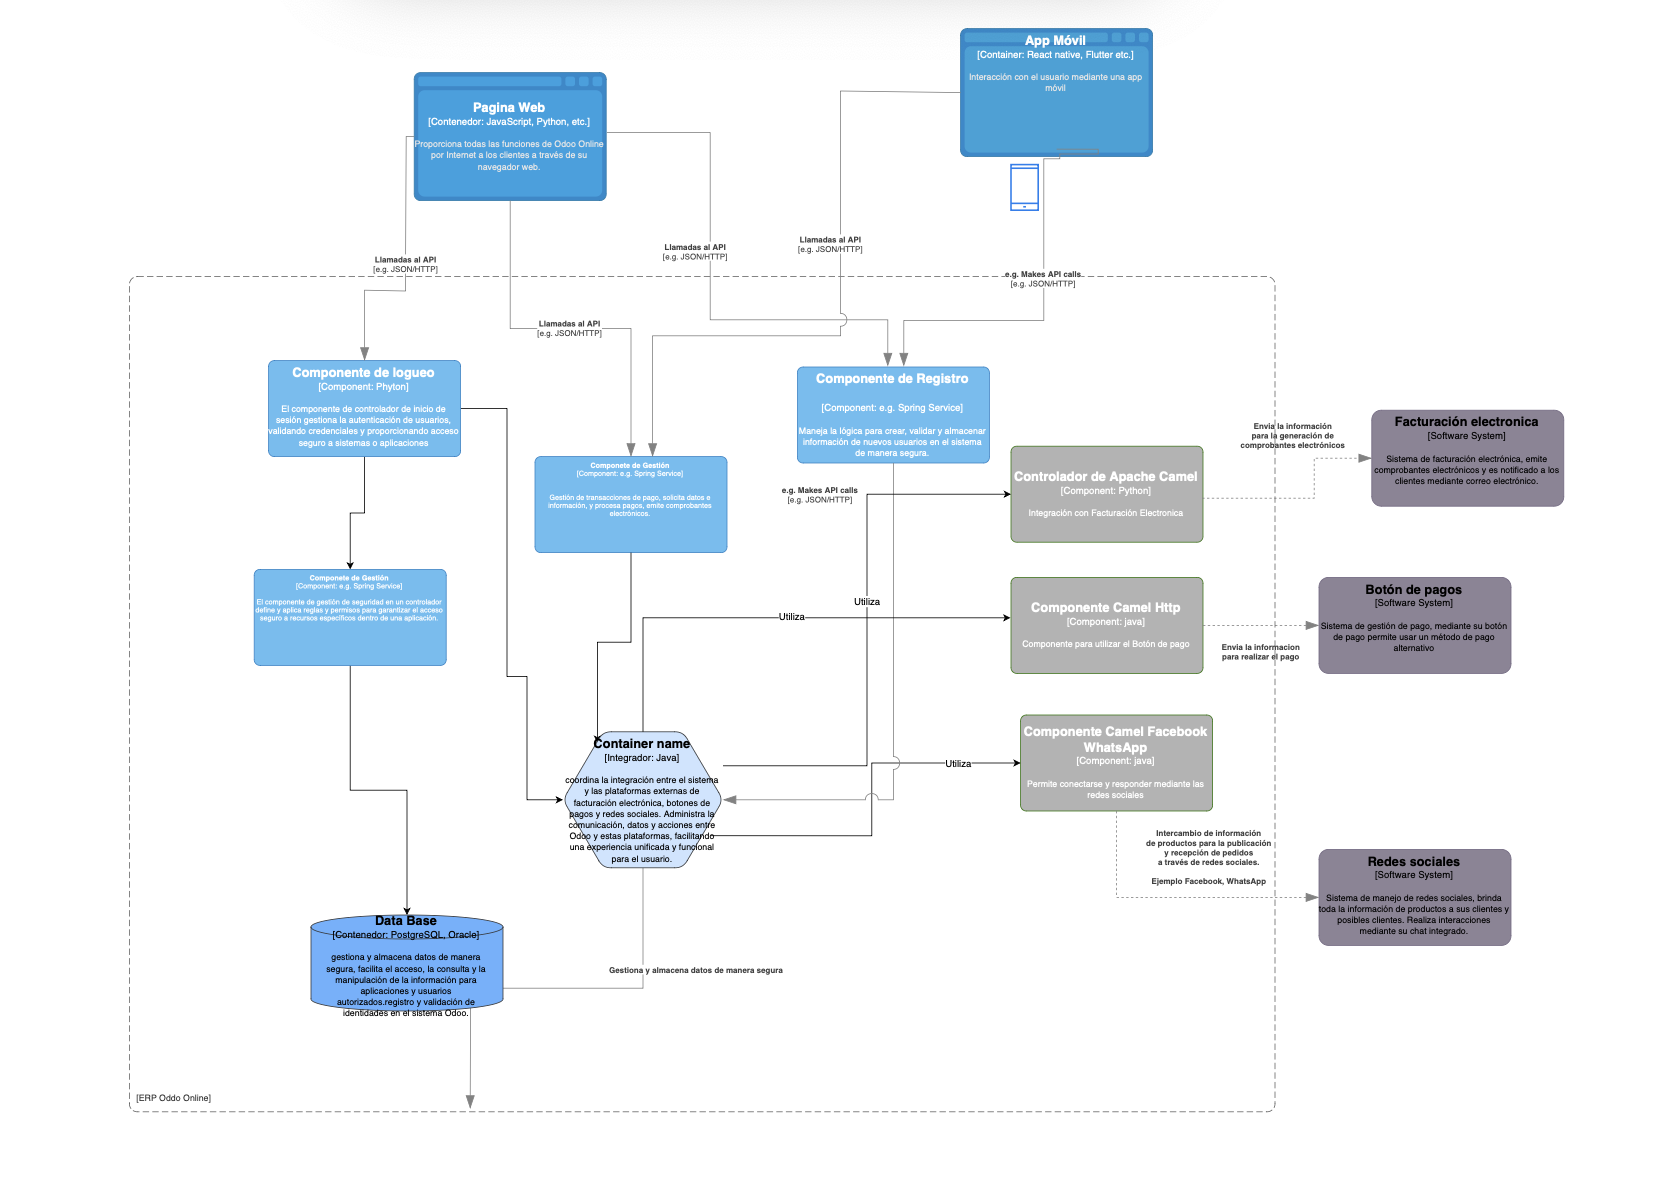 App Móvil
[Container: React native, Flutter etc.]
Interacción con el usuario mediante una app
móvil
Pagina Web
[Contenedor: JavaScript, Python, etc.]
Proporciona todas las funciones de Odoo Online
por Internet a los clientes a través de su
navegador web.
Llamadas al API
[e.g. JSON/HTTP]
Llamadas al API
[e.g. JSON/HTTP]
Llamadas al API
[e.g. JSON/HTTP]
e.g. Makes API calls
[e.g. JSON/HTTP]
Llamadas al API
[e.g. JSON/HTTP]
Componente de logueo
[Component: Phyton]
El componente de controlador de inicio de
sesión gestiona la autenticación de usuarios,
validando credenciales y proporcionando acceso
seguro a sistemas o aplicaciones
Componente de Registro
[Component: e.g. Spring Service]
Maneja la lógica para crear, validar y almacenar
información de nuevos usuarios en el sistema
de manera segura.
Componete de Gestión
[Component: e.g. Spring Service]
Gestión de transacciones de pago, solicita datos e
información, y procesa pagos, emite comprobantes
electrónicos.
e.g. Makes API calls
[e.g. JSON/HTTP]
Controlador de Apache Camel
[Component: Python]
Integración con Facturación Electronica
Envia la información
para la generación de
comprobantes electrónicos
Facturación electronica
[Software System]
Sistema de facturación electrónica, emite
comprobantes electrónicos y es notificado a los
clientes mediante correo electrónico.
Componete de Gestión
[Component: e.g. Spring Service]
El componente de gestión de seguridad en un controlador
define y aplica reglas y permisos para garantizar el acceso
seguro a recursos específicos dentro de una aplicación.
Utiliza
Utiliza
Componente Camel Http
[Component: java]
Componente para utilizar el Botón de pago
Envia la informacion
para realizar el pago
Botón de pagos
[Software System]
Sistema de gestión de pago, mediante su botón
de pago permite usar un método de pago
alternativo
Container name
[Integrador: Java]
coordina la integración entre el sistema
y las plataformas externas de
facturación electrónica, botones de
pagos y redes sociales. Administra la
comunicación, datos y acciones entre
Odoo y estas plataformas, facilitando
una experiencia unificada y funcional
para el usuario.
Utiliza
Componente Camel Facebook
WhatsApp
[Component: java]
Permite conectarse y responder mediante las
redes sociales
Intercambio de información
de productos para la publicación
y recepción de pedidos
a través de redes sociales.
Ejemplo Facebook, WhatsApp
Redes sociales
[Software System]
Sistema de manejo de redes sociales, brinda
toda la información de productos a sus clientes y
posibles clientes. Realiza interacciones
mediante su chat integrado.
Data Base
[Contenedor: PostgreSQL, Oracle]
gestiona y almacena datos de manera
segura, facilita el acceso, la consulta y la
manipulación de la información para
aplicaciones y usuarios
autorizados.registro y validación de
identidades en el sistema Odoo.
Gestiona y almacena datos de manera segura
[ERP Oddo Online]